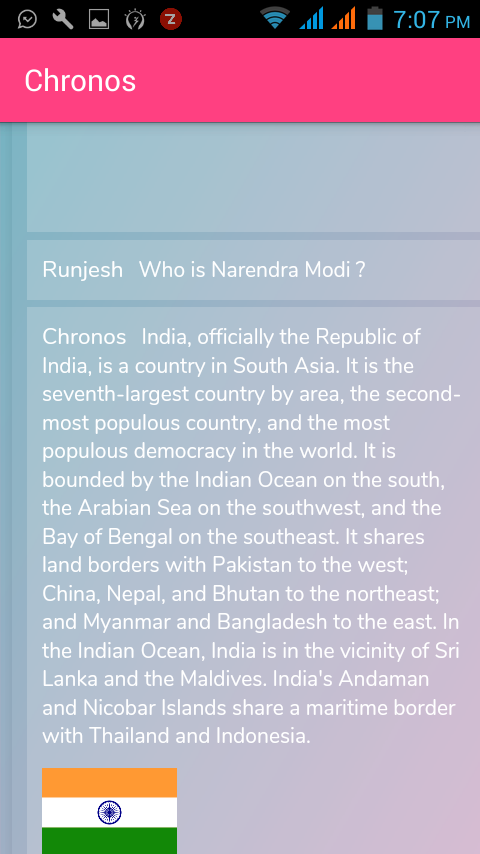 7:07 PM
Chronos
Runjesh Who is Narendra Modi ?
Chronos India, officially the Republic of
India, is a country in South Asia. It is the
seventh-largest country by area, the second-
most populous country, and the most
populous democracy in the world. It is
bounded by the Indian Ocean on the south,
the Arabian Sea on the southwest, and the
Bay of Bengal on the southeast. It shares
land borders with Pakistan to the west;
China, Nepal, and Bhutan to the northeast;
and Myanmar and Bangladesh to the east. In
the Indian Ocean, India is in the vicinity of Sri
Lanka and the Maldives. India's Andaman
and Nicobar Islands share a maritime border
with Thailand and Indonesia.